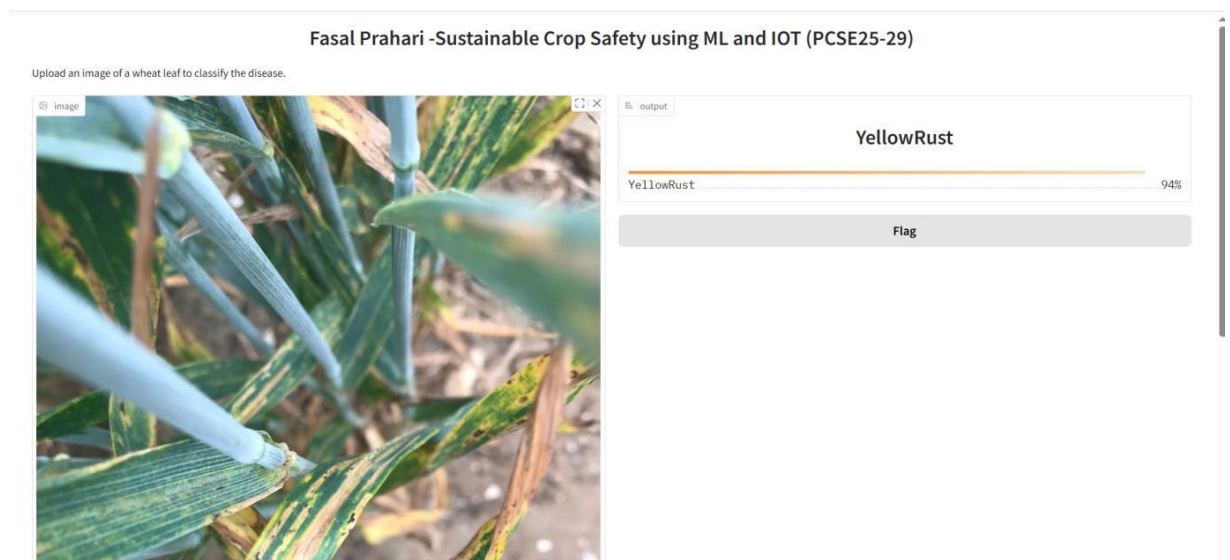 Fasal Prahari -Sustainable Crop Safety using ML and IOT (PCSE25-29)
Upload an image of a wheat leaf to classify the disease.
image
output
YellowRust
YellowRust 94%
Flag